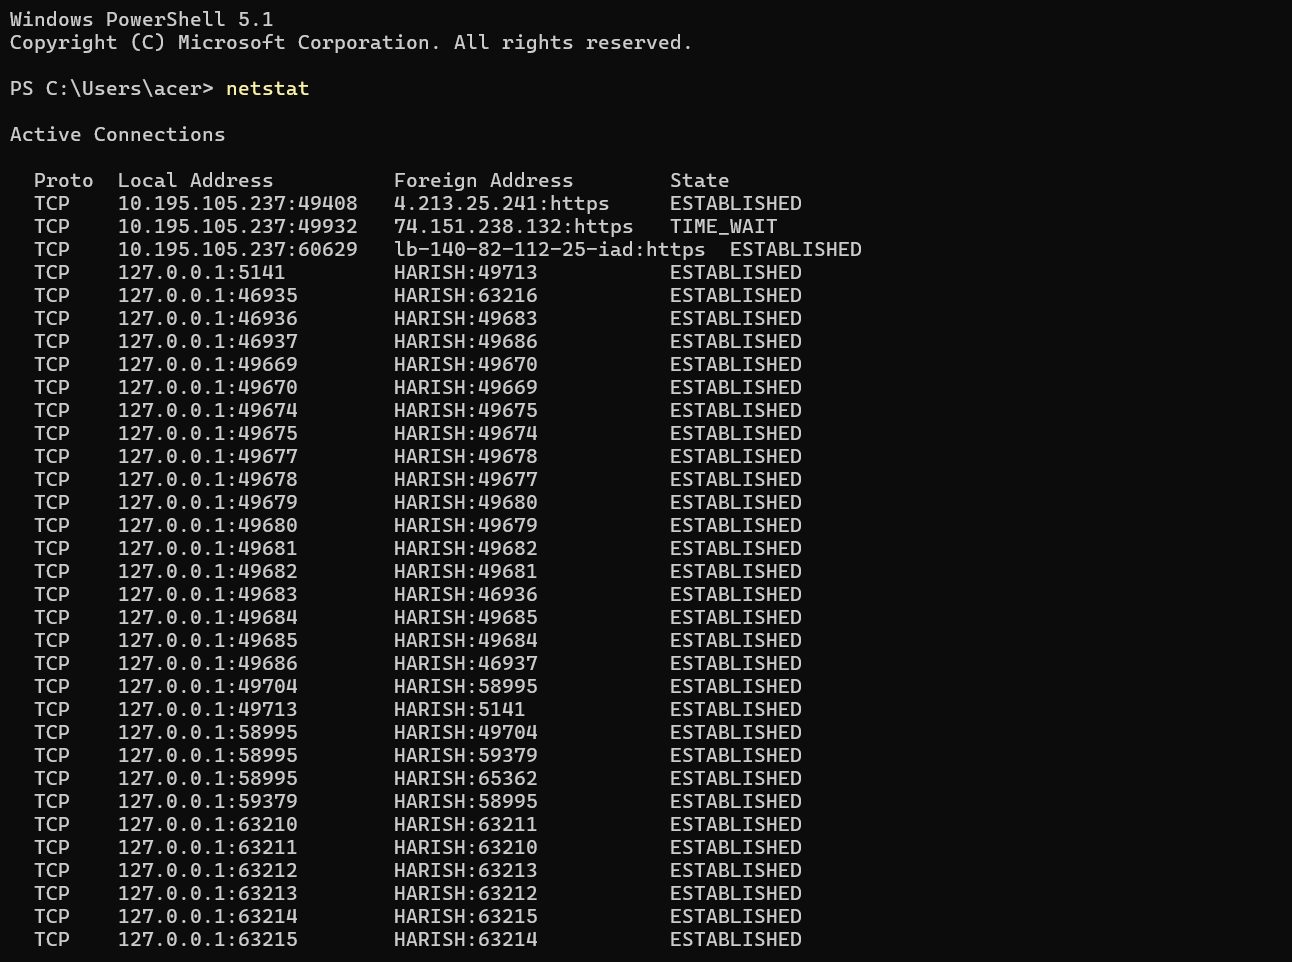 Windows PowerShell 5.1
Copyright (C) Microsoft Corporation. All rights reserved.
PS C:\Users\acer> netstat
Active Connections
  Proto  Local Address          Foreign Address        State
  TCP    10.195.105.237:49408   4.213.25.241:https     ESTABLISHED
  TCP    10.195.105.237:49932   74.151.238.132:https   TIME_WAIT
  TCP    10.195.105.237:60629   lb-140-82-112-25-iad:https  ESTABLISHED
  TCP    127.0.0.1:5141         HARISH:49713           ESTABLISHED
  TCP    127.0.0.1:46935        HARISH:63216           ESTABLISHED
  TCP    127.0.0.1:46936        HARISH:49683           ESTABLISHED
  TCP    127.0.0.1:46937        HARISH:49686           ESTABLISHED
  TCP    127.0.0.1:49669        HARISH:49670           ESTABLISHED
  TCP    127.0.0.1:49670        HARISH:49669           ESTABLISHED
  TCP    127.0.0.1:49674        HARISH:49675           ESTABLISHED
  TCP    127.0.0.1:49675        HARISH:49674           ESTABLISHED
  TCP    127.0.0.1:49677        HARISH:49678           ESTABLISHED
  TCP    127.0.0.1:49678        HARISH:49677           ESTABLISHED
  TCP    127.0.0.1:49679        HARISH:49680           ESTABLISHED
  TCP    127.0.0.1:49680        HARISH:49679           ESTABLISHED
  TCP    127.0.0.1:49681        HARISH:49682           ESTABLISHED
  TCP    127.0.0.1:49682        HARISH:49681           ESTABLISHED
  TCP    127.0.0.1:49683        HARISH:46936           ESTABLISHED
  TCP    127.0.0.1:49684        HARISH:49685           ESTABLISHED
  TCP    127.0.0.1:49685        HARISH:49684           ESTABLISHED
  TCP    127.0.0.1:49686        HARISH:46937           ESTABLISHED
  TCP    127.0.0.1:49704        HARISH:58995           ESTABLISHED
  TCP    127.0.0.1:49713        HARISH:5141            ESTABLISHED
  TCP    127.0.0.1:58995        HARISH:49704           ESTABLISHED
  TCP    127.0.0.1:58995        HARISH:59379           ESTABLISHED
  TCP    127.0.0.1:58995        HARISH:65362           ESTABLISHED
  TCP    127.0.0.1:59379        HARISH:58995           ESTABLISHED
  TCP    127.0.0.1:63210        HARISH:63211           ESTABLISHED
  TCP    127.0.0.1:63211        HARISH:63210           ESTABLISHED
  TCP    127.0.0.1:63212        HARISH:63213           ESTABLISHED
  TCP    127.0.0.1:63213        HARISH:63212           ESTABLISHED
  TCP    127.0.0.1:63214        HARISH:63215           ESTABLISHED
  TCP    127.0.0.1:63215        HARISH:63214           ESTABLISHED